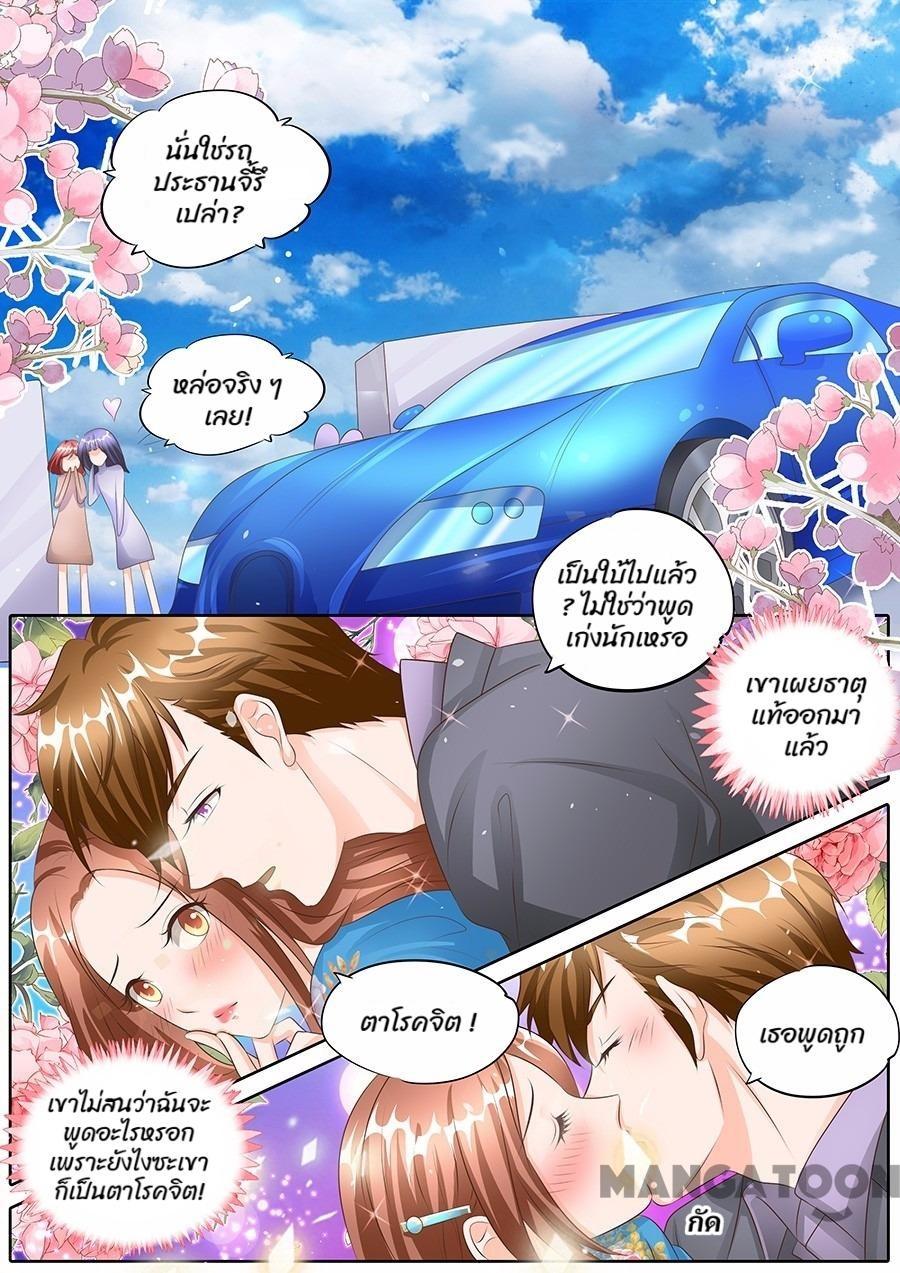 นั่นใช่รถ
ประธานจี้รึ
เปล่า?
หล่อจริง ๆ
เลย!
เป็นใบ้ไปแล้ว
? ไม่ใช่ว่าพูด
เก่งนักเหรอ
เขาเผยธาตุ
แท้ออกมา
แล้ว
ตาโรคจิต !
เธอพูดถูก
เขาไม่สนว่าฉันจะ
พูดอะไรหรอก
เพราะยังไงซะเขา
ก็เป็นตาโรคจิต!
MANGATOON
กัด